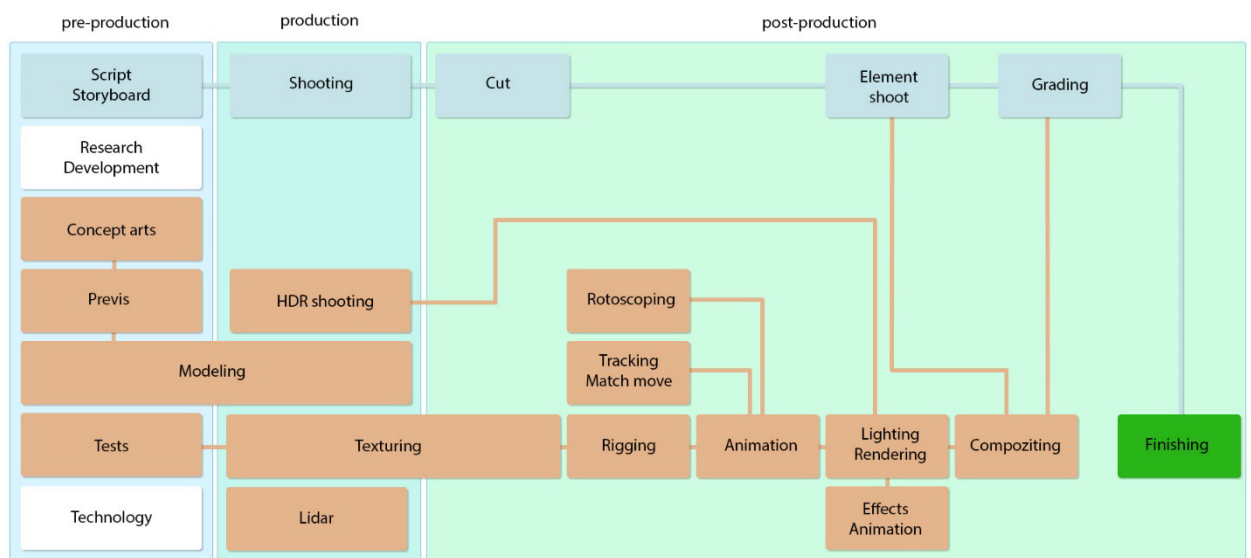 pre-production
production
post-production
Script
Storyboard
Shooting
Cut
Element
shoot
Grading
Research
Development
Concept arts
Previs
HDR shooting
Rotoscoping
Modeling
Tracking
Match move
Tests
Texturing
Rigging
Animation
Lighting
Rendering
Compoziting
Finishing
Technology
Lidar
Effects
Animation